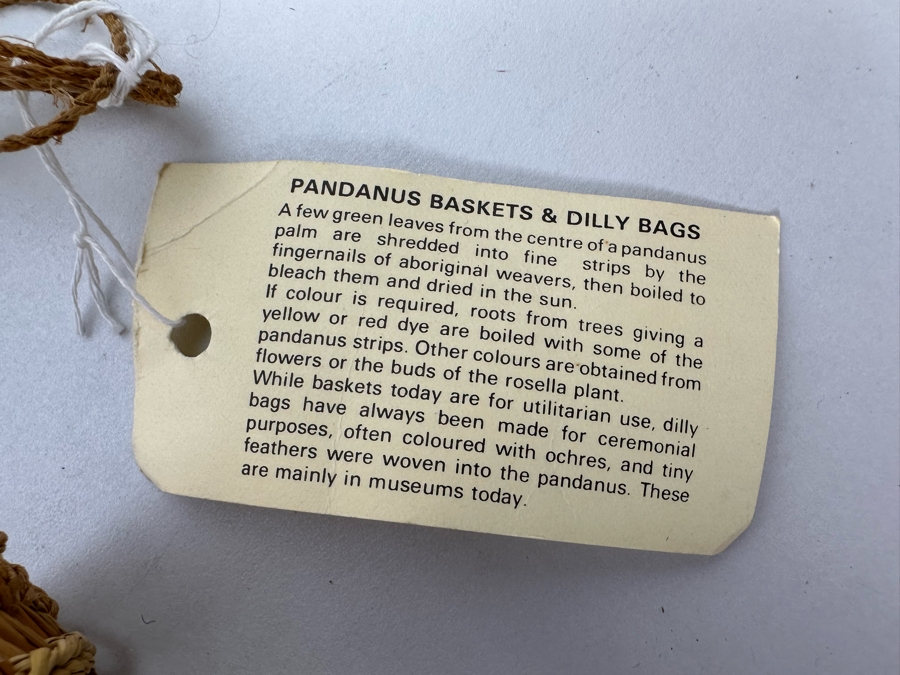 PANDANUS BASKETS & DILLY BAGS
A few green leaves from the centre of a pandanus
palm are shredded into fine strips by the
fingernails of aboriginal weavers, then boiled to
bleach them and dried in the sun.
If colour is required, roots from trees giving a
yellow or red dye are boiled with some of the
pandanus strips. Other colours are obtained from
flowers or the buds of the rosella plant.
While baskets today are for utilitarian use, dilly
bags have always been made for ceremonial
purposes, often coloured with ochres, and tiny
feathers were woven into the pandanus. These
are mainly in museums today.